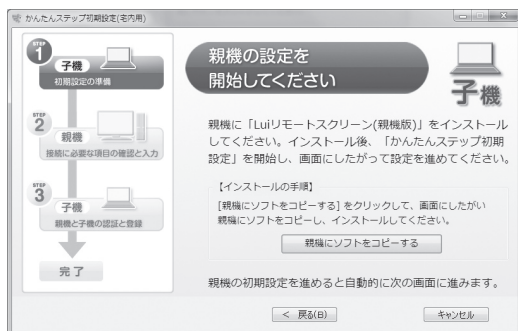 かんたんステップ初期設定(宅内用)
STEP
1
子機
初期設定の準備
STEP
2
親機
接続に必要な項目の確認と入力
STEP
3
子機
親機と子機の認証と登録
完了
親機の設定を
開始してください
子機
親機に「Luiリモートスクリーン(親機版)」をインストール
してください。インストール後、「かんたんステップ初期
設定」を開始し、画面にしたがって設定を進めてください。
【インストールの手順】
[親機にソフトをコピーする] をクリックして、画面にしたがい
親機にソフトをコピーし、インストールしてください。
親機にソフトをコピーする
親機の初期設定を進めると自動的に次の画面に進みます。
< 戻る(B)
キャンセル